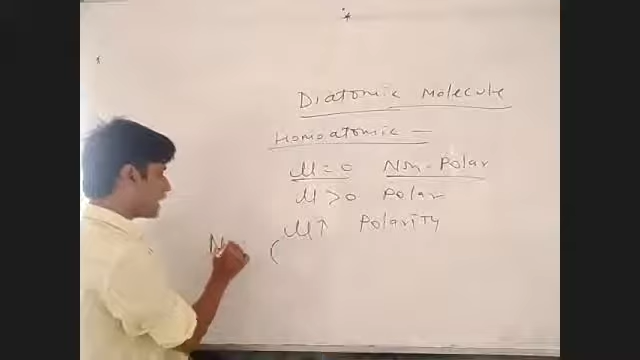 Diatomic Molecule
Homoatomic –
μ = 0 Non-Polar
μ > 0 Polar
μ↑ Polarity
N (